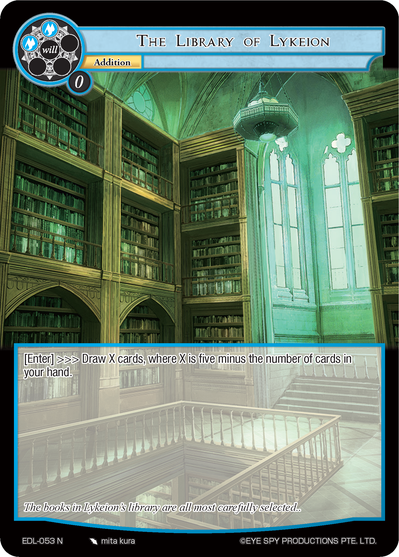 The Library of Lykeion
will
Addition
0
[Enter] >>> Draw X cards, where X is five minus the number of cards in
your hand.
The books in Lykeion's library are all most carefully selected..
EDL-053 N
mita kura
©EYE SPY PRODUCTIONS PTE. LTD.